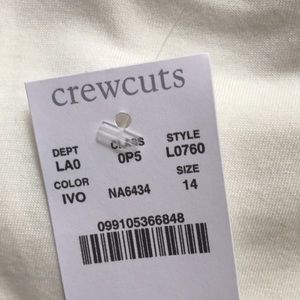 crewcuts
DEPT CLASS STYLE
LA0 0P5 L0760
COLOR SIZE
IVO NA6434 14
099105366848